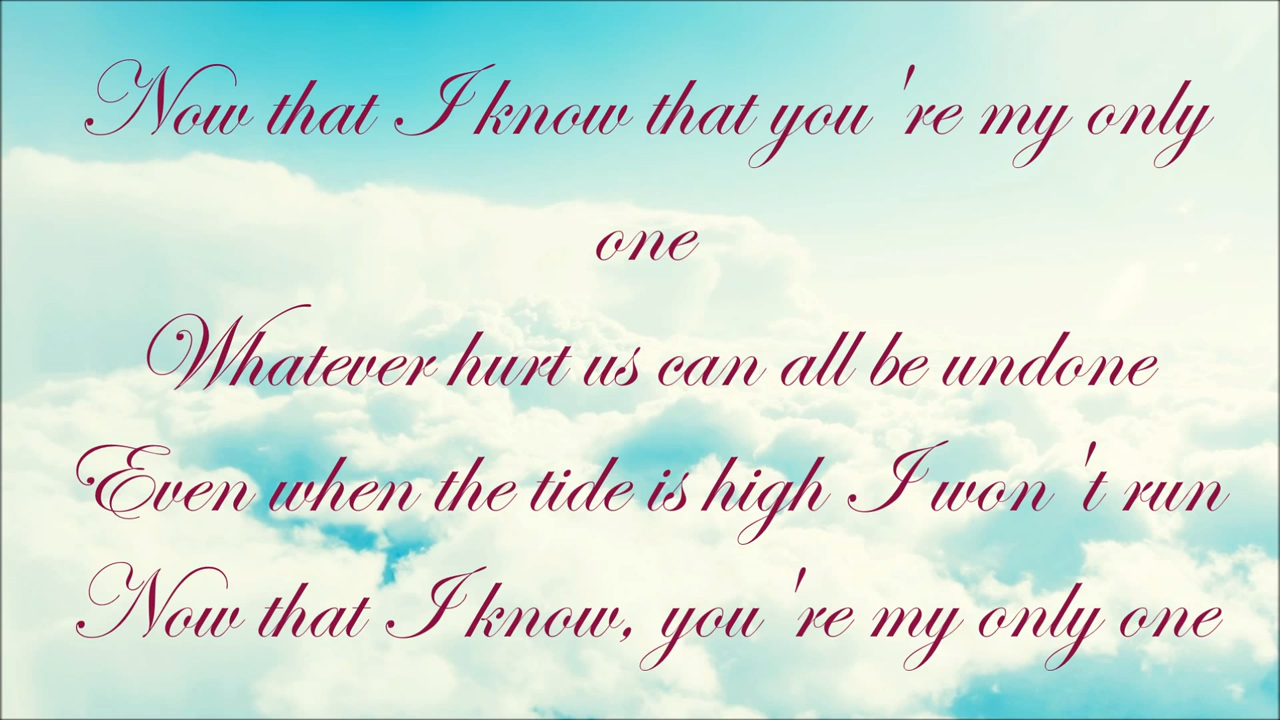 Now that I know that you're my only
one
Whatever hurt us can all be undone
Even when the tide is high I won't run
Now that I know, you're my only one